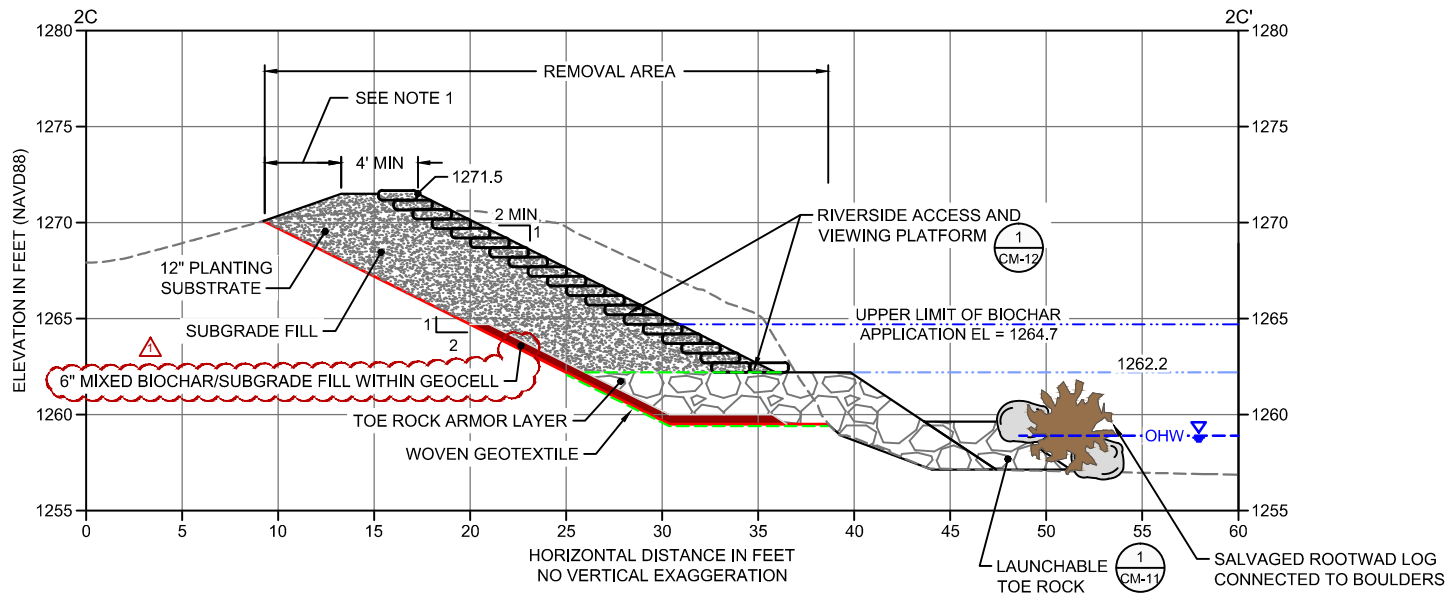 2C
2C'
1280
1280
REMOVAL AREA
SEE NOTE 1
1275
1275
4' MIN
1271.5
2 MIN
1
1270
1270
RIVERSIDE ACCESS AND
VIEWING PLATFORM
1
CM-12
12" PLANTING
SUBSTRATE
ELEVATION IN FEET (NAVD88)
UPPER LIMIT OF BIOCHAR
APPLICATION EL = 1264.7
SUBGRADE FILL
1265
1265
1
2
1
1262.2
6" MIXED BIOCHAR/SUBGRADE FILL WITHIN GEOCELL
TOE ROCK ARMOR LAYER
1260
1260
OHW
WOVEN GEOTEXTILE
1255
1255
0
5
10
15
20
25
30
35
40
45
50
55
60
HORIZONTAL DISTANCE IN FEET
NO VERTICAL EXAGGERATION
LAUNCHABLE
TOE ROCK
1
CM-11
SALVAGED ROOTWAD LOG
CONNECTED TO BOULDERS